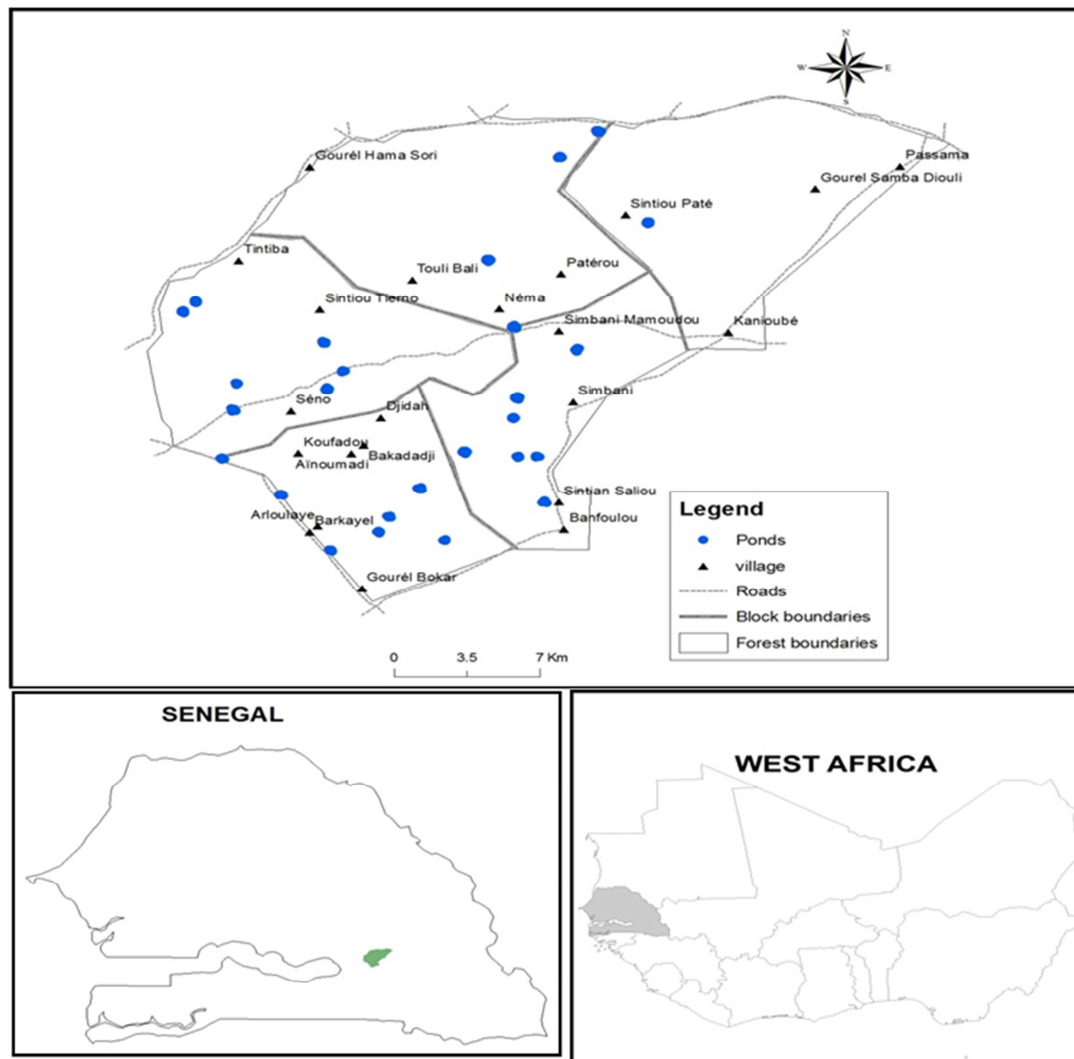 N
W E
S
Gourél Hama Sori
Passama
Gourel Samba Diouli
Sintiou Paté
Tintiba
Touli Bali
Patérou
Sintiou Tierno
Néma
Simbani Mamoudou
Kanioubé
Simbani
Séno
Djidah
Koufadou
Bakadadji
Aïnoumadi
Sintian Saliou
Arloulaye
Barkayel
Banfoulou
Gourél Bokar
0 3.5 7 Km
Legend
Ponds
village
Roads
Block boundaries
Forest boundaries
SENEGAL
WEST AFRICA